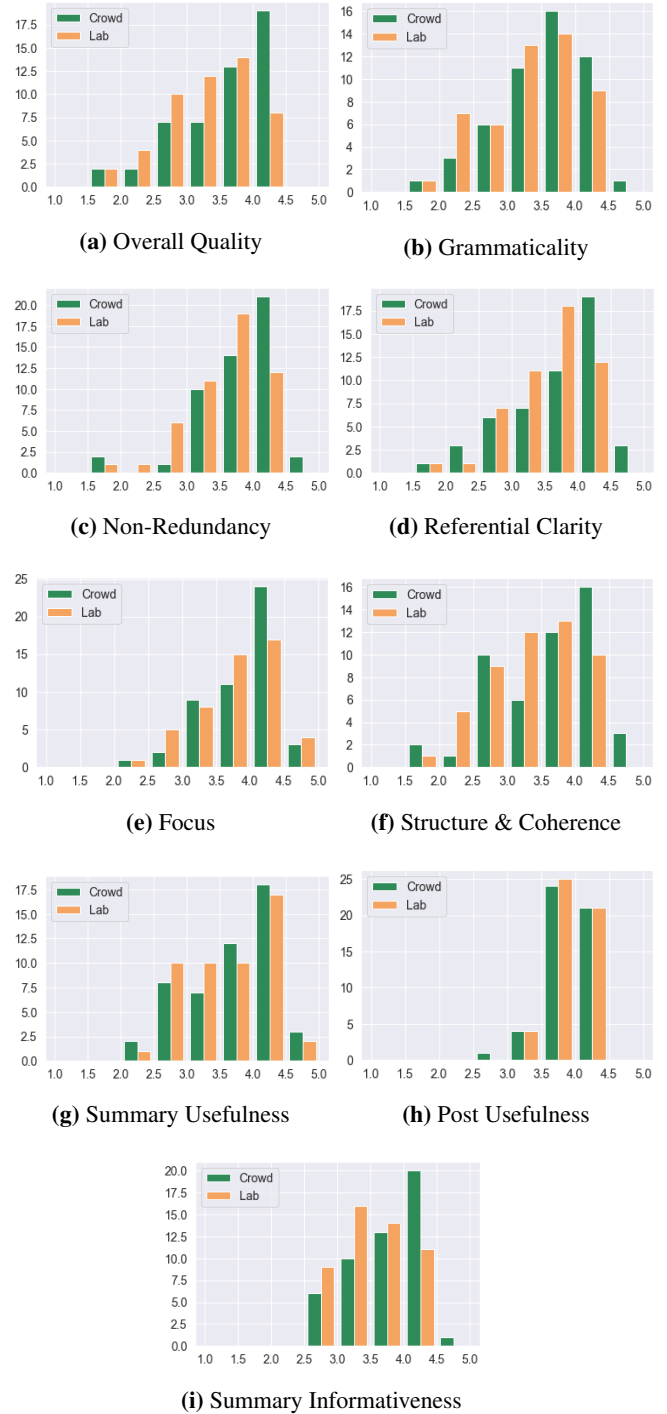 17.5
15.0
12.5
10.0
7.5
5.0
2.5
0.0
Crowd
Lab
1.0 1.5 2.0 2.5 3.0 3.5 4.0 4.5 5.0
(a) Overall Quality
16
14
12
10
8
6
4
2
0
Crowd
Lab
1.0 1.5 2.0 2.5 3.0 3.5 4.0 4.5 5.0
(b) Grammaticality
20.0
17.5
15.0
12.5
10.0
7.5
5.0
2.5
0.0
Crowd
Lab
1.0 1.5 2.0 2.5 3.0 3.5 4.0 4.5 5.0
(c) Non-Redundancy
17.5
15.0
12.5
10.0
7.5
5.0
2.5
0.0
Crowd
Lab
1.0 1.5 2.0 2.5 3.0 3.5 4.0 4.5 5.0
(d) Referential Clarity
25
20
15
10
5
0
Crowd
Lab
1.0 1.5 2.0 2.5 3.0 3.5 4.0 4.5 5.0
(e) Focus
16
14
12
10
8
6
4
2
0
Crowd
Lab
1.0 1.5 2.0 2.5 3.0 3.5 4.0 4.5 5.0
(f) Structure & Coherence
17.5
15.0
12.5
10.0
7.5
5.0
2.5
0.0
Crowd
Lab
1.0 1.5 2.0 2.5 3.0 3.5 4.0 4.5 5.0
(g) Summary Usefulness
25
20
15
10
5
0
Crowd
Lab
1.0 1.5 2.0 2.5 3.0 3.5 4.0 4.5 5.0
(h) Post Usefulness
20.0
17.5
15.0
12.5
10.0
7.5
5.0
2.5
0.0
Crowd
Lab
1.0 1.5 2.0 2.5 3.0 3.5 4.0 4.5 5.0
(i) Summary Informativeness